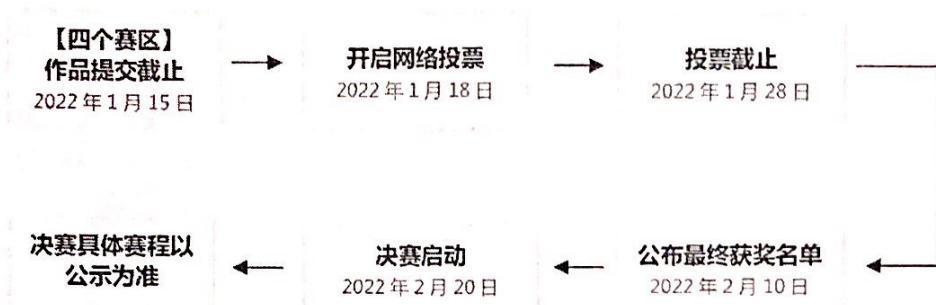 【四个赛区】
作品提交截止
2022年1月15日
开启网络投票
2022年1月18日
投票截止
2022年1月28日
公布最终获奖名单
2022年2月10日
决赛启动
2022年2月20日
决赛具体赛程以
公示为准